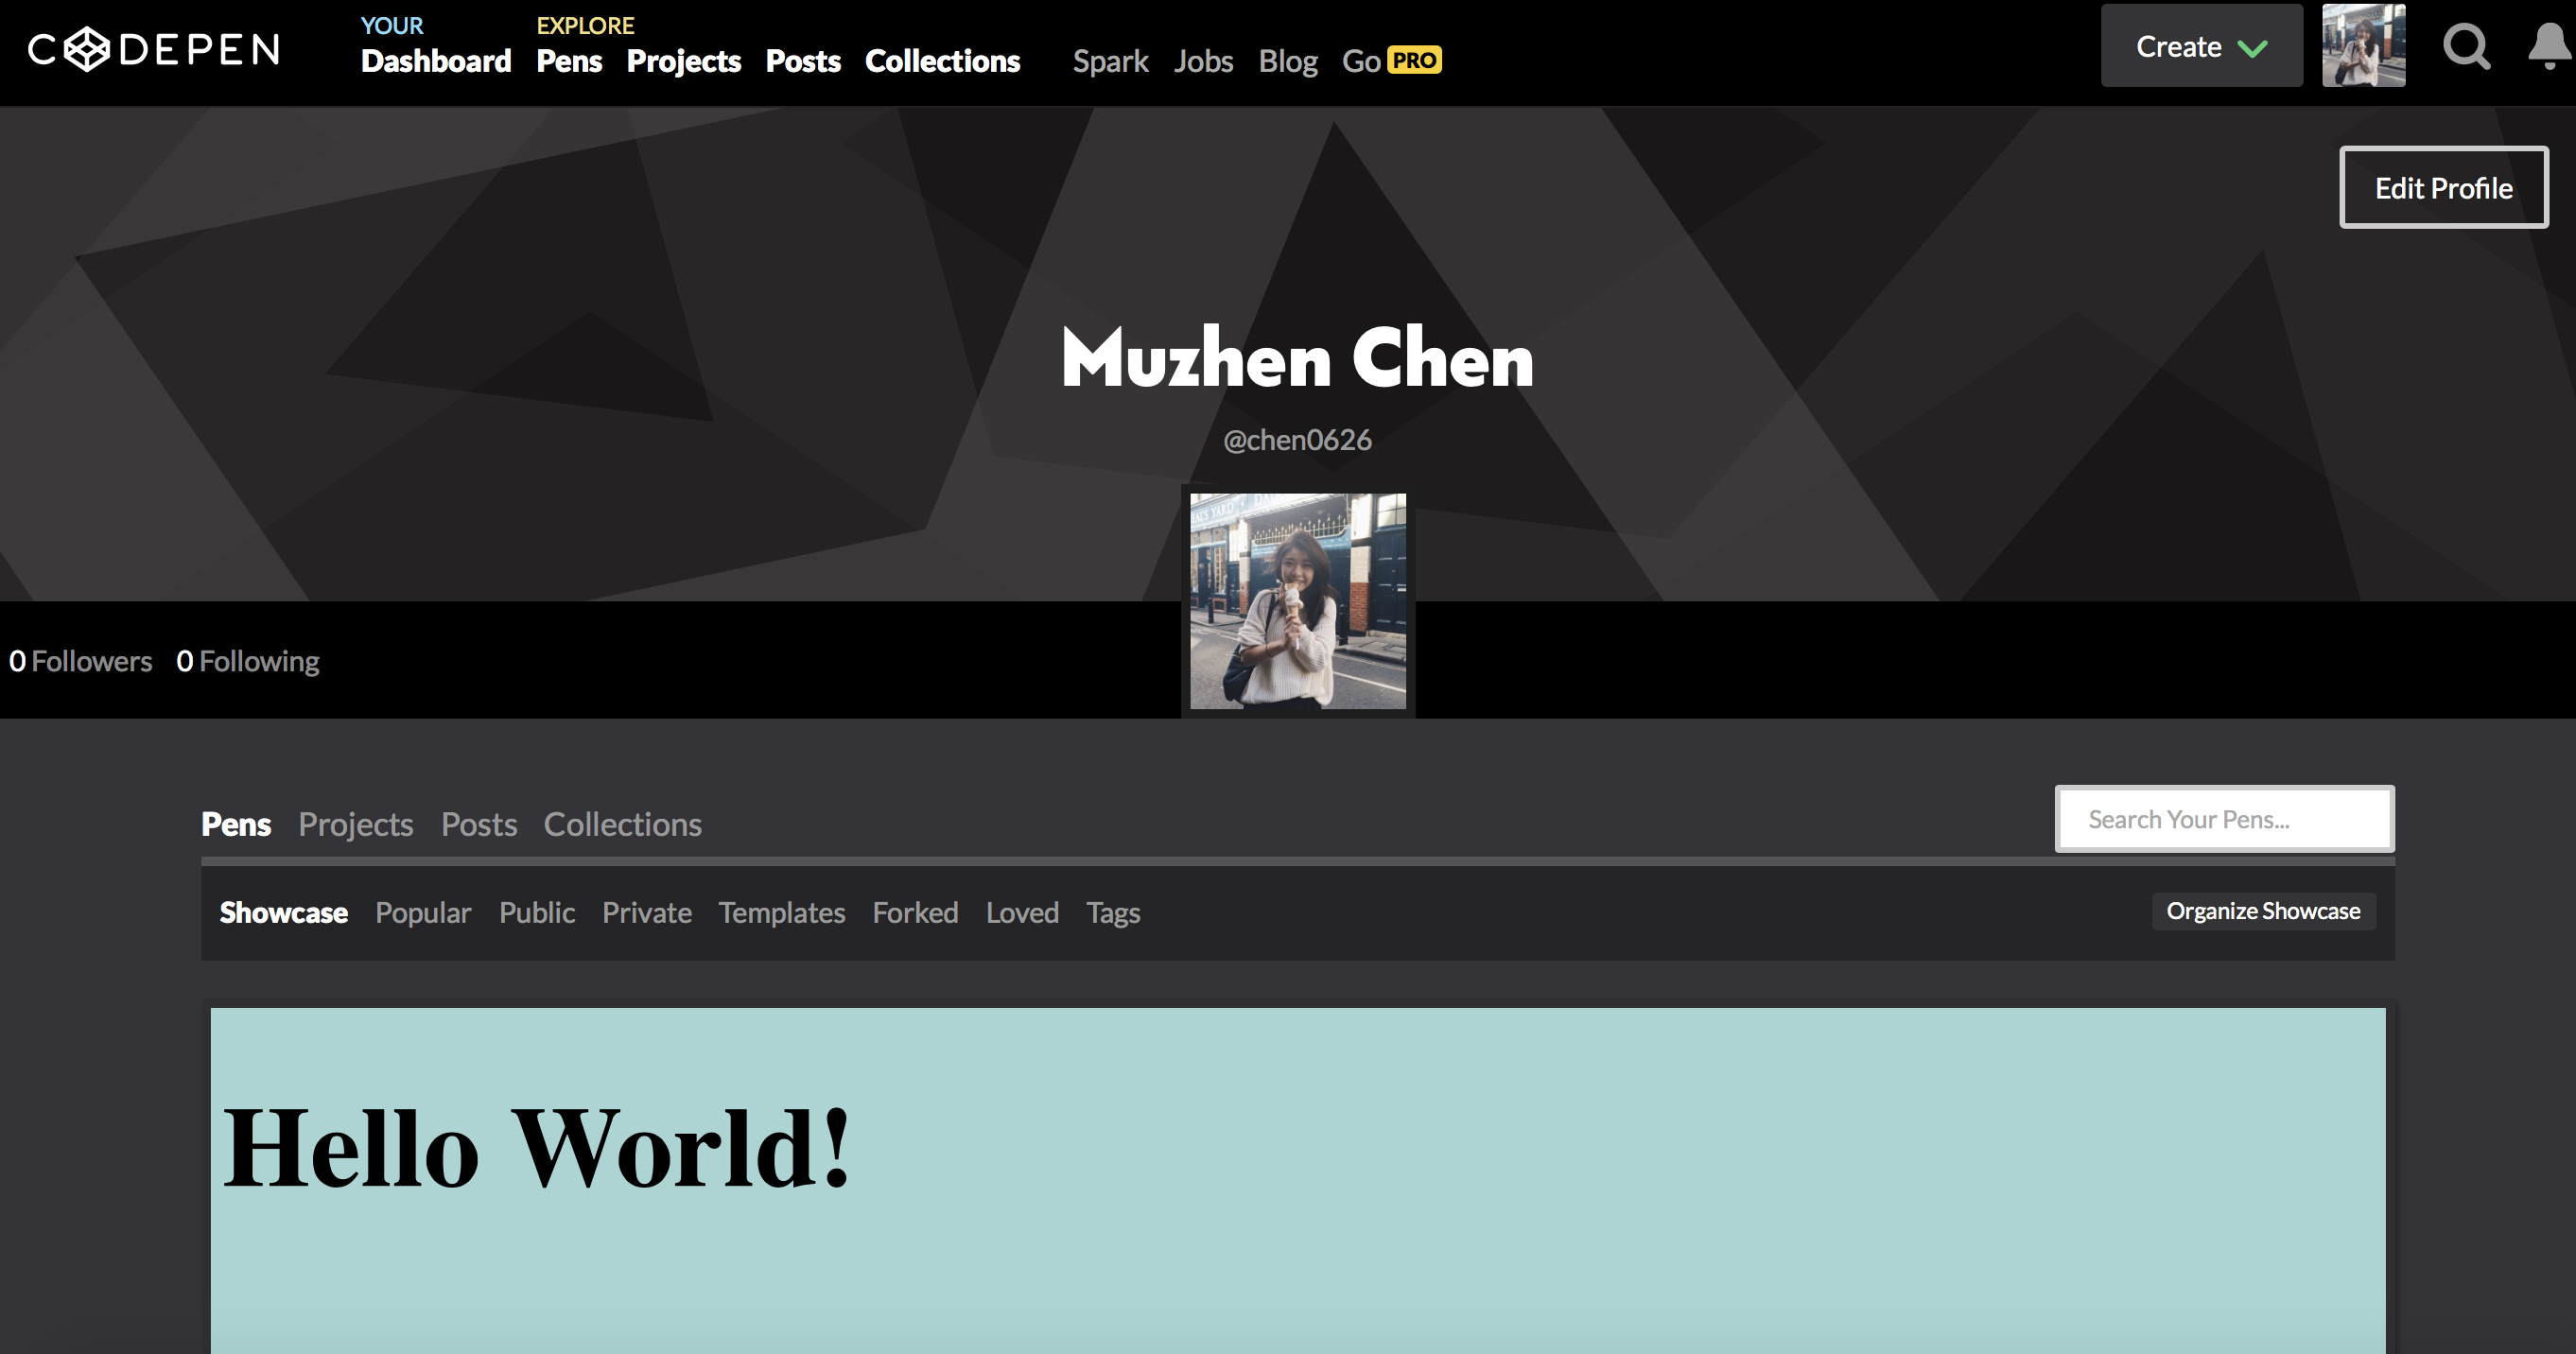 CODEPEN
YOUR
EXPLORE
Dashboard Pens Projects Posts Collections Spark Jobs Blog Go PRO
Create
Edit Profile
Muzhen Chen
@chen0626
0 Followers 0 Following
Pens Projects Posts Collections
Search Your Pens...
Showcase Popular Public Private Templates Forked Loved Tags
Organize Showcase
Hello World!